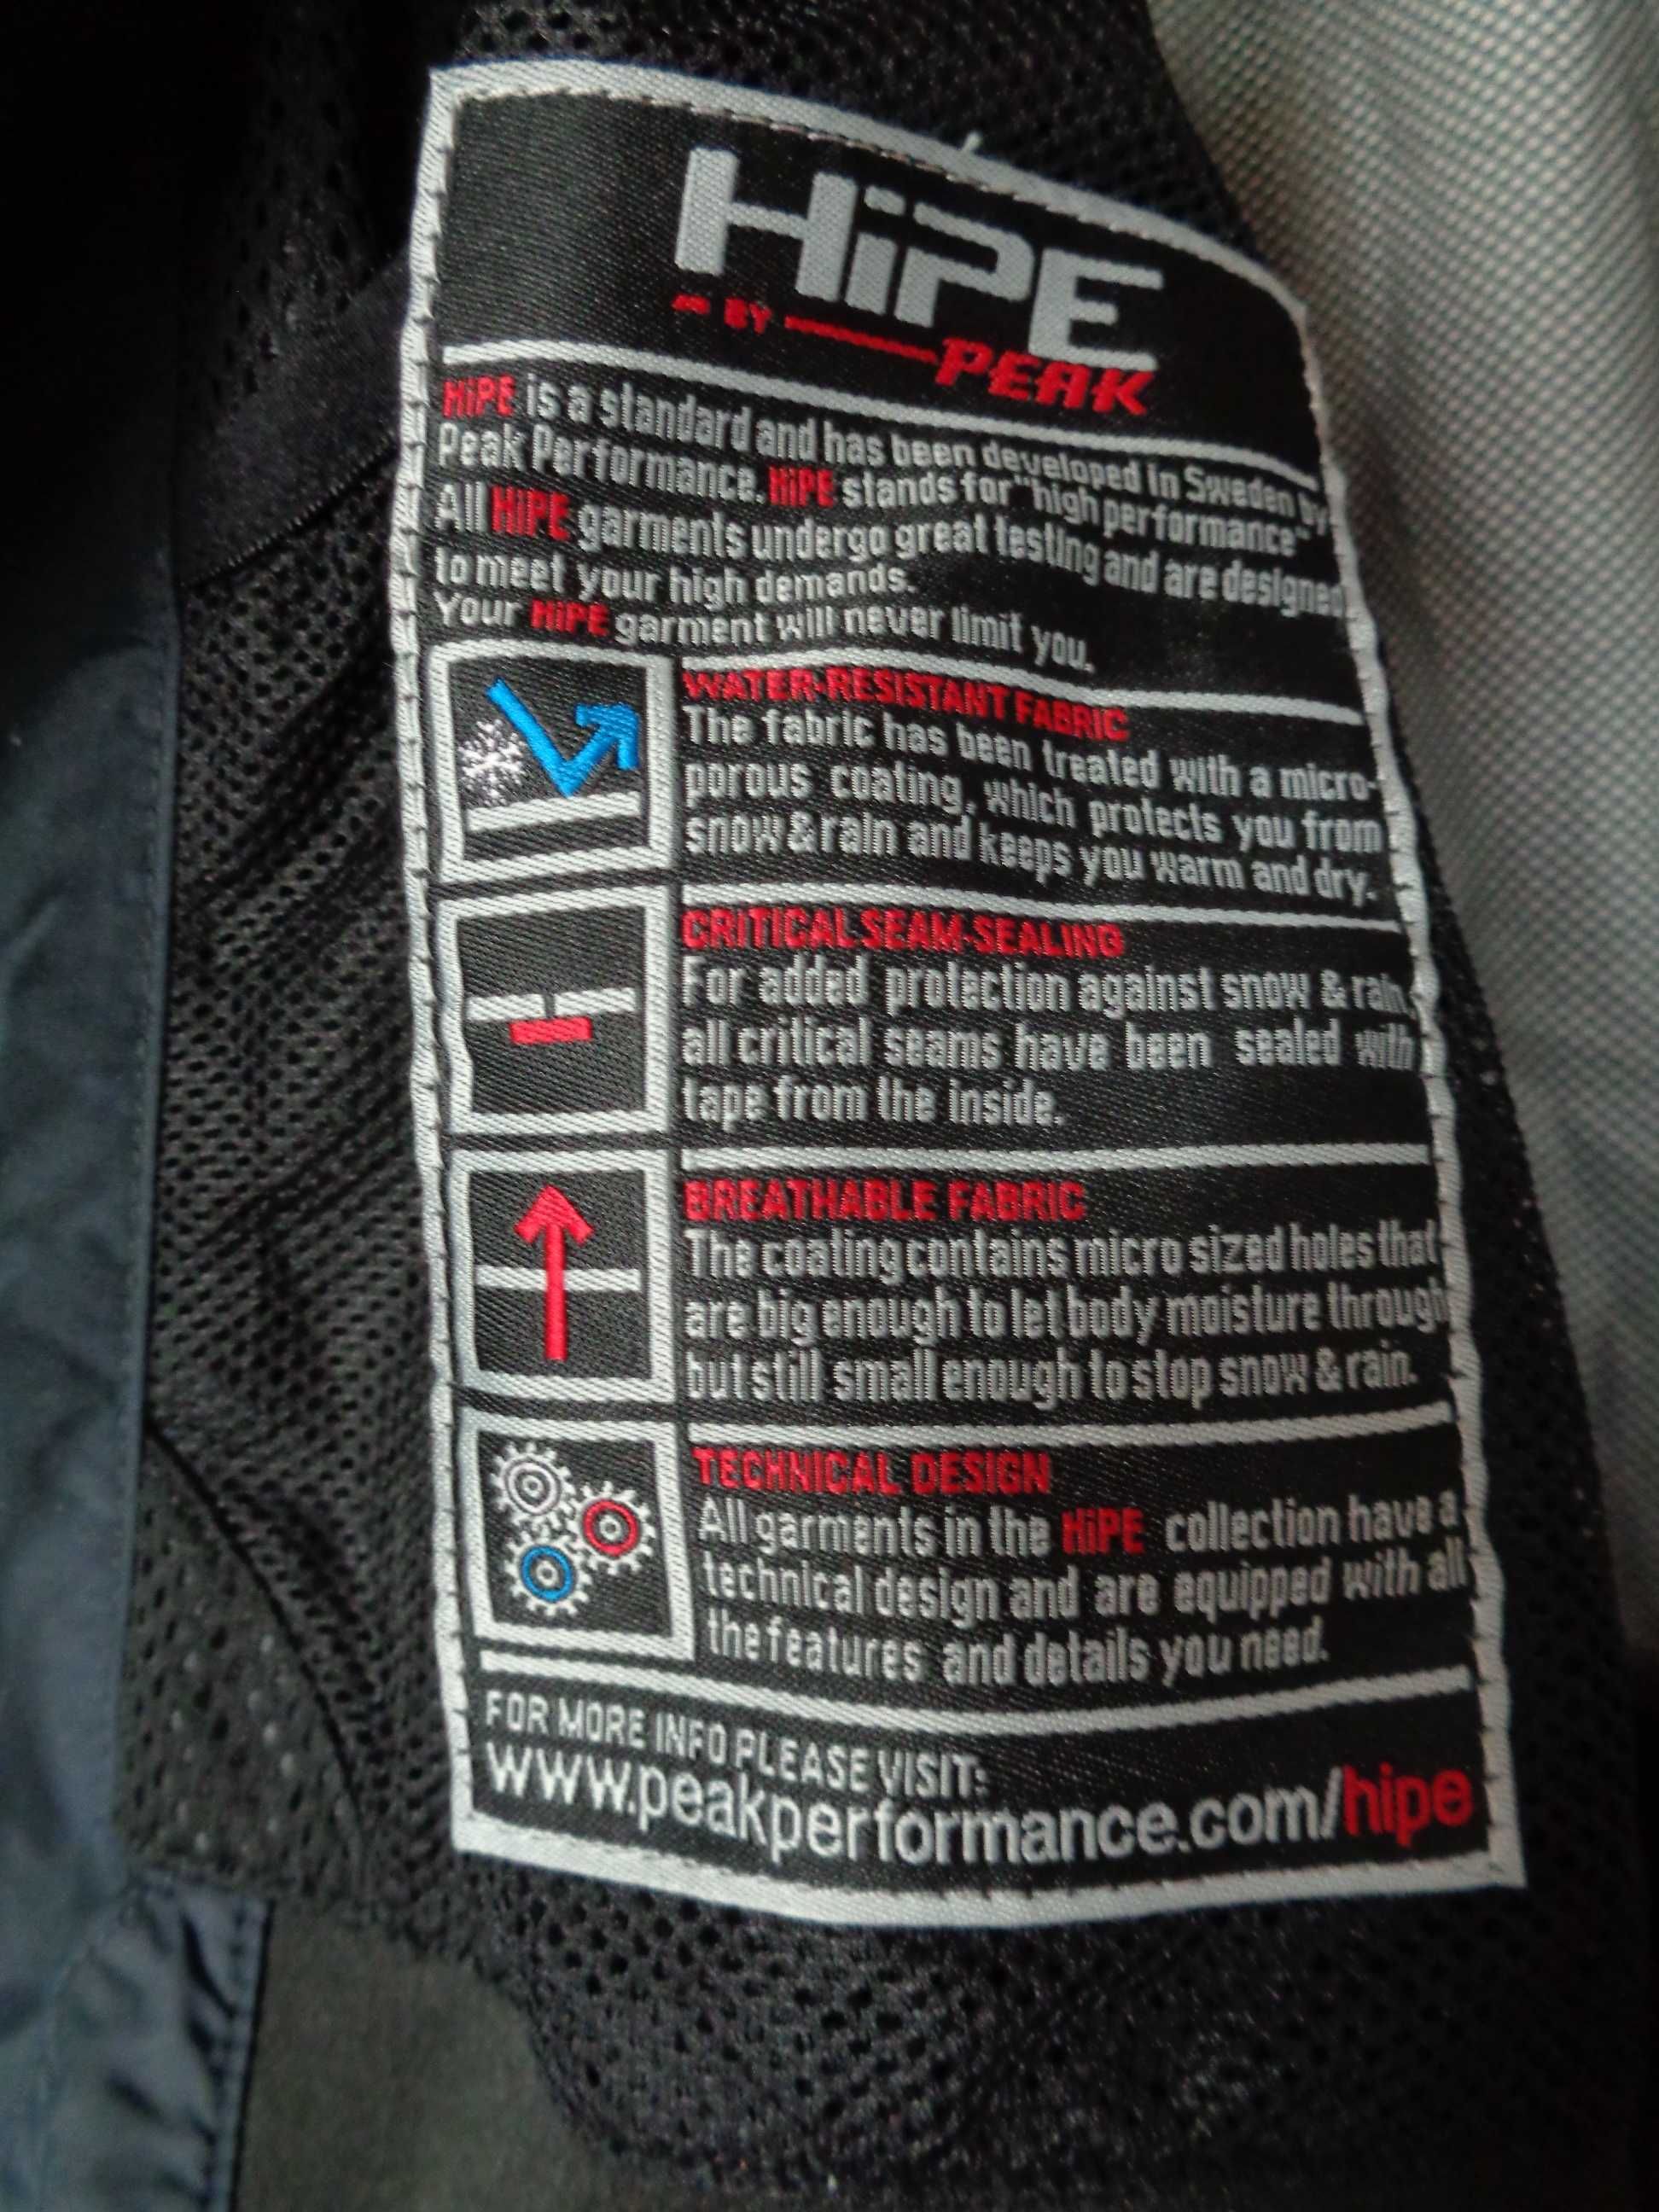 HiPE
BY
PEAK
HiPE is a standard and has been developed in Sweden by
Peak Performance. HiPE stands for "high performance"
All HiPE garments undergo great testing and are designed
to meet your high demands.
Your HiPE garment will never limit you.
WATER-RESISTANT FABRIC
The fabric has been treated with a micro-
porous coating, which protects you from
snow & rain and keeps you warm and dry.
CRITICAL SEAM-SEALING
For added protection against snow & rain,
all critical seams have been sealed with
tape from the inside.
BREATHABLE FABRIC
The coating contains micro sized holes that
are big enough to let body moisture through
but still small enough to stop snow & rain.
TECHNICAL DESIGN
All garments in the HiPE collection have a
technical design and are equipped with all
the features and details you need.
FOR MORE INFO PLEASE VISIT:
www.peakperformance.com/hipe